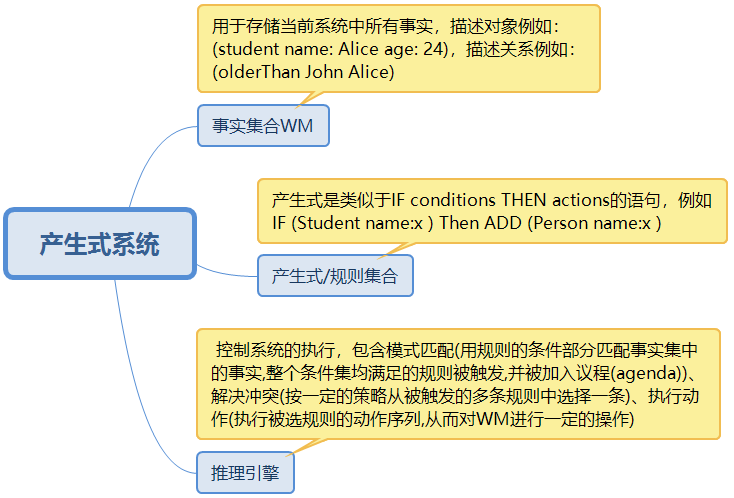 用于存储当前系统中所有事实，描述对象例如：
(student name: Alice age: 24)，描述关系例如：
(olderThan John Alice)
事实集合WM
产生式是类似于IF conditions THEN actions的语句，例如
IF (Student name:x ) Then ADD (Person name:x )
产生式系统
产生式/规则集合
控制系统的执行，包含模式匹配(用规则的条件部分匹配事实集中
的事实,整个条件集均满足的规则被触发,并被加入议程(agenda))、
解决冲突(按一定的策略从被触发的多条规则中选择一条)、执行动
作(执行被选规则的动作序列,从而对WM进行一定的操作)
推理引擎